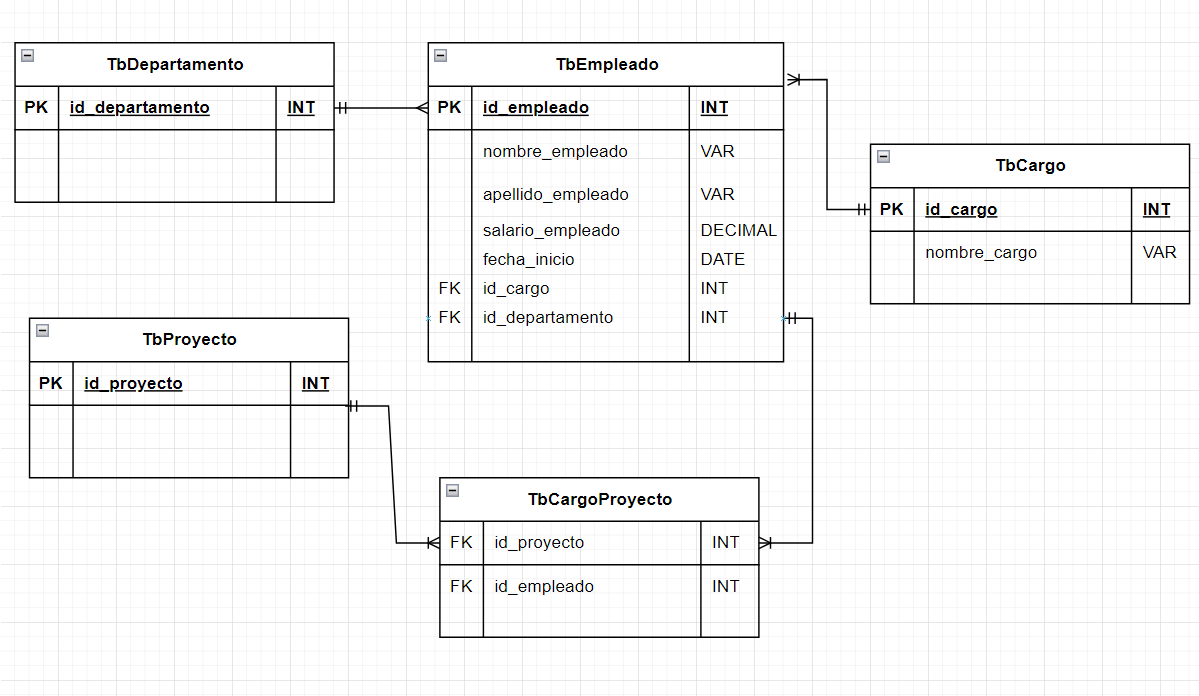 TbDepartamento
PK id_departamento INT
TbEmpleado
PK id_empleado INT
nombre_empleado VAR
apellido_empleado VAR
salario_empleado DECIMAL
fecha_inicio DATE
FK id_cargo INT
FK id_departamento INT
TbCargo
PK id_cargo INT
nombre_cargo VAR
TbProyecto
PK id_proyecto INT
TbCargoProyecto
FK id_proyecto INT
FK id_empleado INT